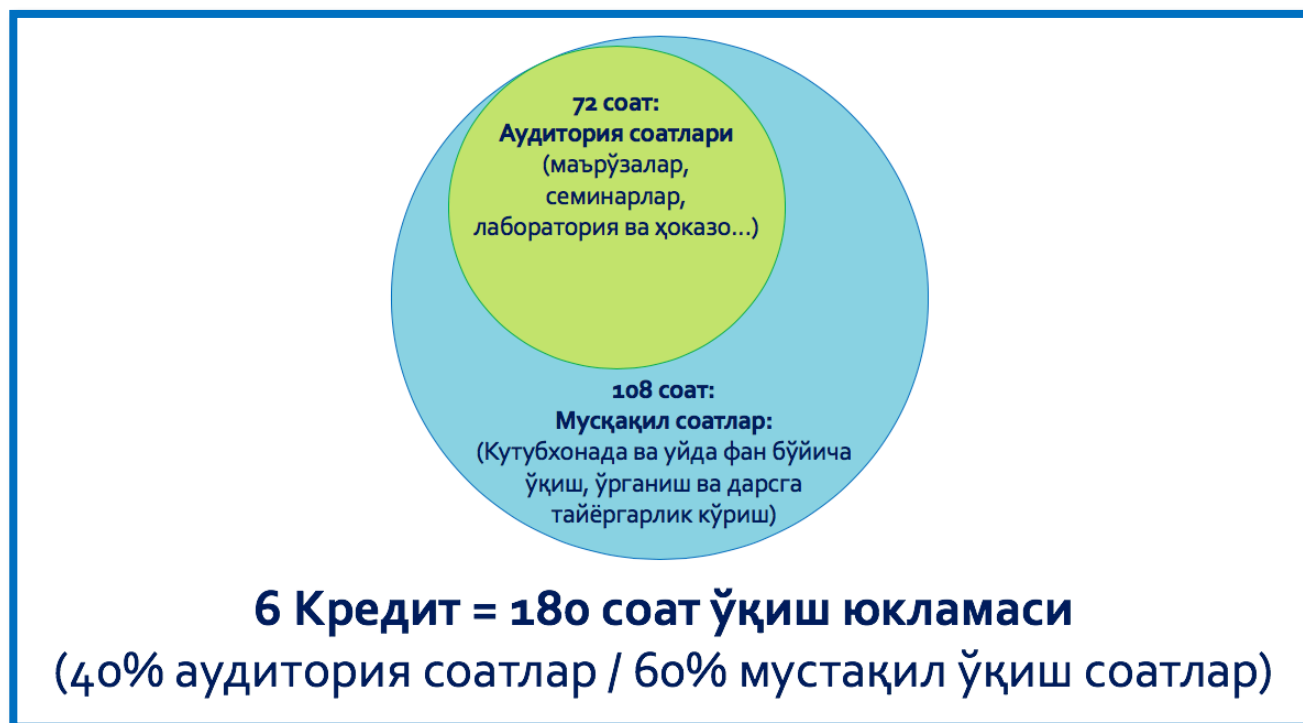 72 соат:
Аудитория соатлари
(маърўзалар,
семинарлар,
лаборатория ва ҳоказо...)
108 соат:
Мусқақил соатлар:
(Кутубхонада ва уйда фан бўйича
ўқиш, ўрганиш ва дарсга
тайёргарлик кўриш)
6 Кредит = 180 соат ўқиш юкламаси
(40% аудитория соатлар / 60% мустақил ўқиш соатлар)